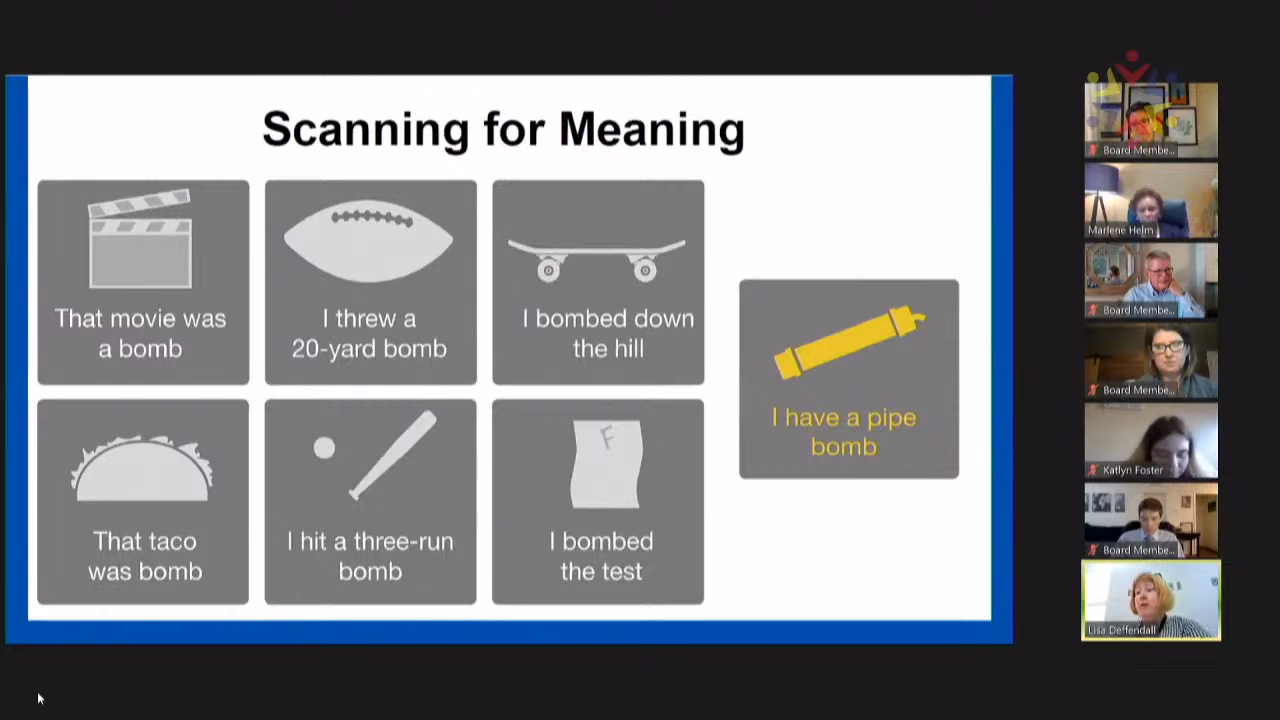 Scanning for Meaning
That movie was
a bomb
I threw a
20-yard bomb
I bombed down
the hill
That taco
was bomb
I hit a three-run
bomb
F
I bombed
the test
I have a pipe
bomb
Board Membe...
Marlene Helm
Board Membe...
Board Membe...
Katlyn Foster
Board Membe...
Lisa Deffendall